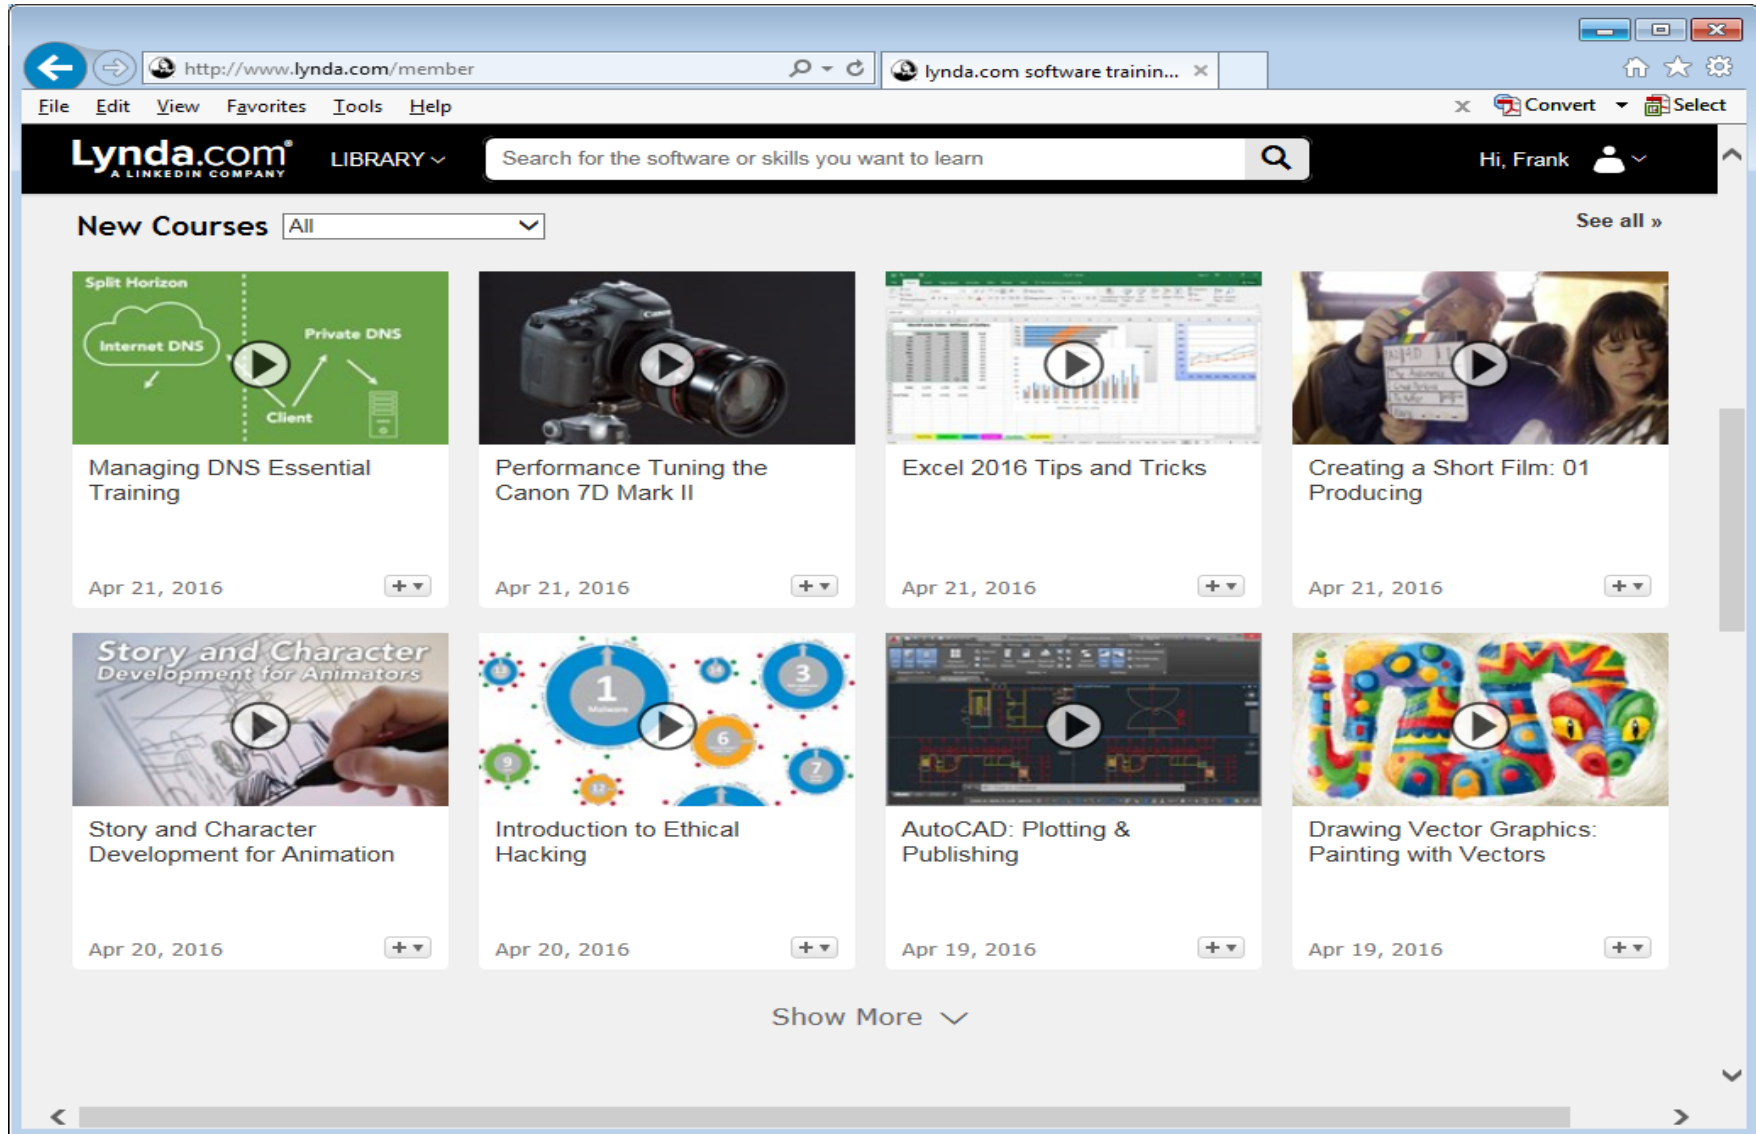 http://www.lynda.com/member
lynda.com software trainin...
File Edit View Favorites Tools Help
Convert
Select
Lynda.com®
A LINKEDIN COMPANY
LIBRARY
Search for the software or skills you want to learn
Hi, Frank
New Courses
All
See all »
Split Horizon
Internet DNS
Private DNS
Client
Canon
Managing DNS Essential
Training
Performance Tuning the
Canon 7D Mark II
Excel 2016 Tips and Tricks
Creating a Short Film: 01
Producing
Apr 21, 2016
Apr 21, 2016
Apr 21, 2016
Apr 21, 2016
Story and Character
Development for Animators
1
Malware
3
6
7
9
12
Story and Character
Development for Animation
Introduction to Ethical
Hacking
AutoCAD: Plotting &
Publishing
Drawing Vector Graphics:
Painting with Vectors
Apr 20, 2016
Apr 20, 2016
Apr 19, 2016
Apr 19, 2016
Show More